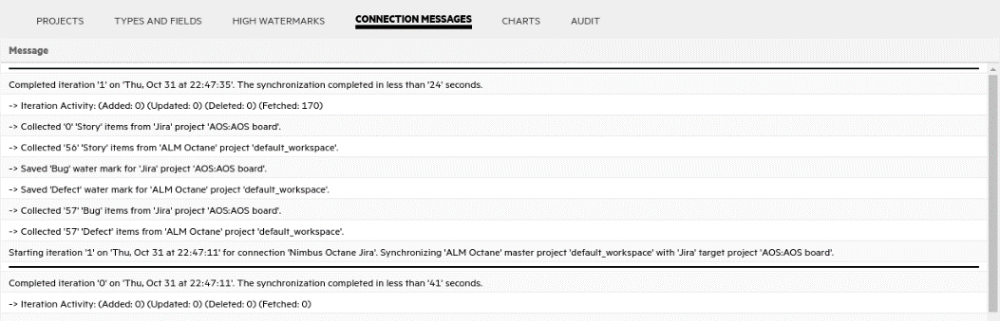 PROJECTS TYPES AND FIELDS HIGH WATERMARKS CONNECTION MESSAGES CHARTS AUDIT
Message
Completed iteration '1' on 'Thu, Oct 31 at 22:47:35'. The synchronization completed in less than '24' seconds.
-> Iteration Activity: (Added: 0) (Updated: 0) (Deleted: 0) (Fetched: 170)
-> Collected '0' 'Story' items from 'Jira' project 'AOS:AOS board'.
-> Collected '56' 'Story' items from 'ALM Octane' project 'default_workspace'.
-> Saved 'Bug' water mark for 'Jira' project 'AOS:AOS board'.
-> Saved 'Defect' water mark for 'ALM Octane' project 'default_workspace'.
-> Collected '57' 'Bug' items from 'Jira' project 'AOS:AOS board'.
-> Collected '57' 'Defect' items from 'ALM Octane' project 'default_workspace'.
Starting iteration '1' on 'Thu, Oct 31 at 22:47:11' for connection 'Nimbus Octane Jira'. Synchronizing 'ALM Octane' master project 'default_workspace' with 'Jira' target project 'AOS:AOS board'.
Completed iteration '0' on 'Thu, Oct 31 at 22:47:11'. The synchronization completed in less than '41' seconds.
-> Iteration Activity: (Added: 0) (Updated: 0) (Deleted: 0) (Fetched: 0)